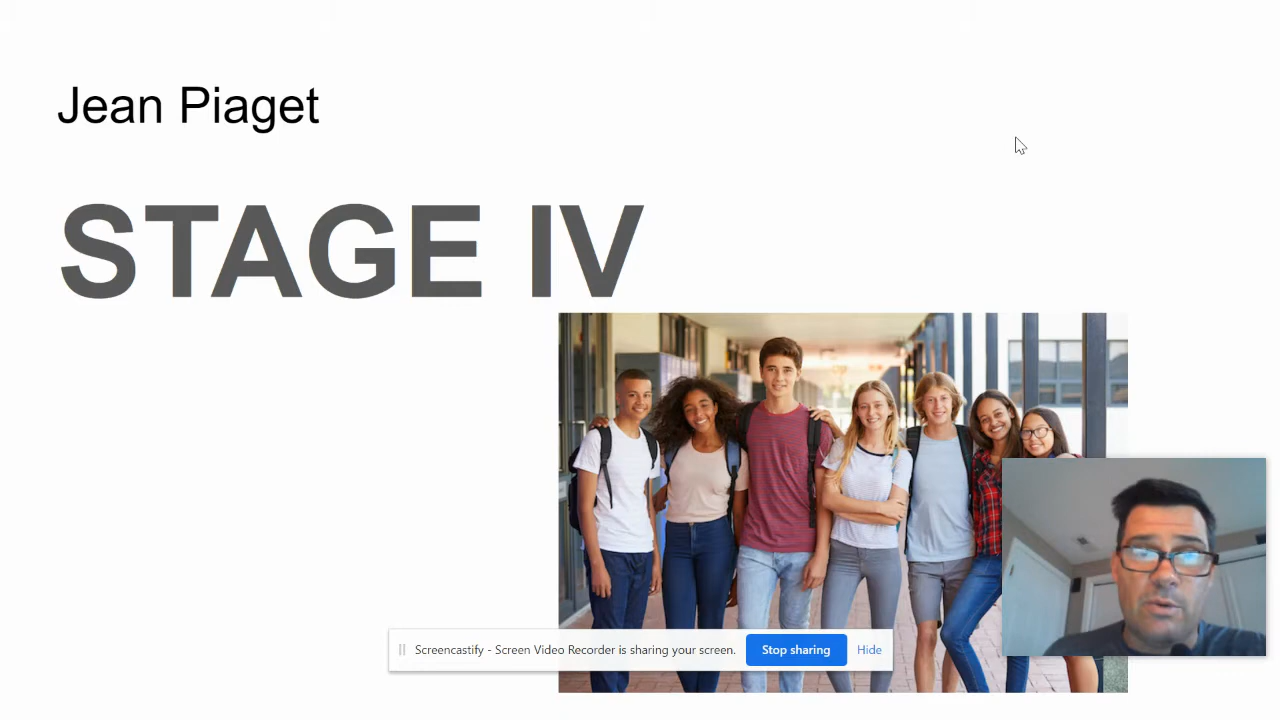 Jean Piaget
STAGE IV
Screencastify - Screen Video Recorder is sharing your screen.
Stop sharing
Hide